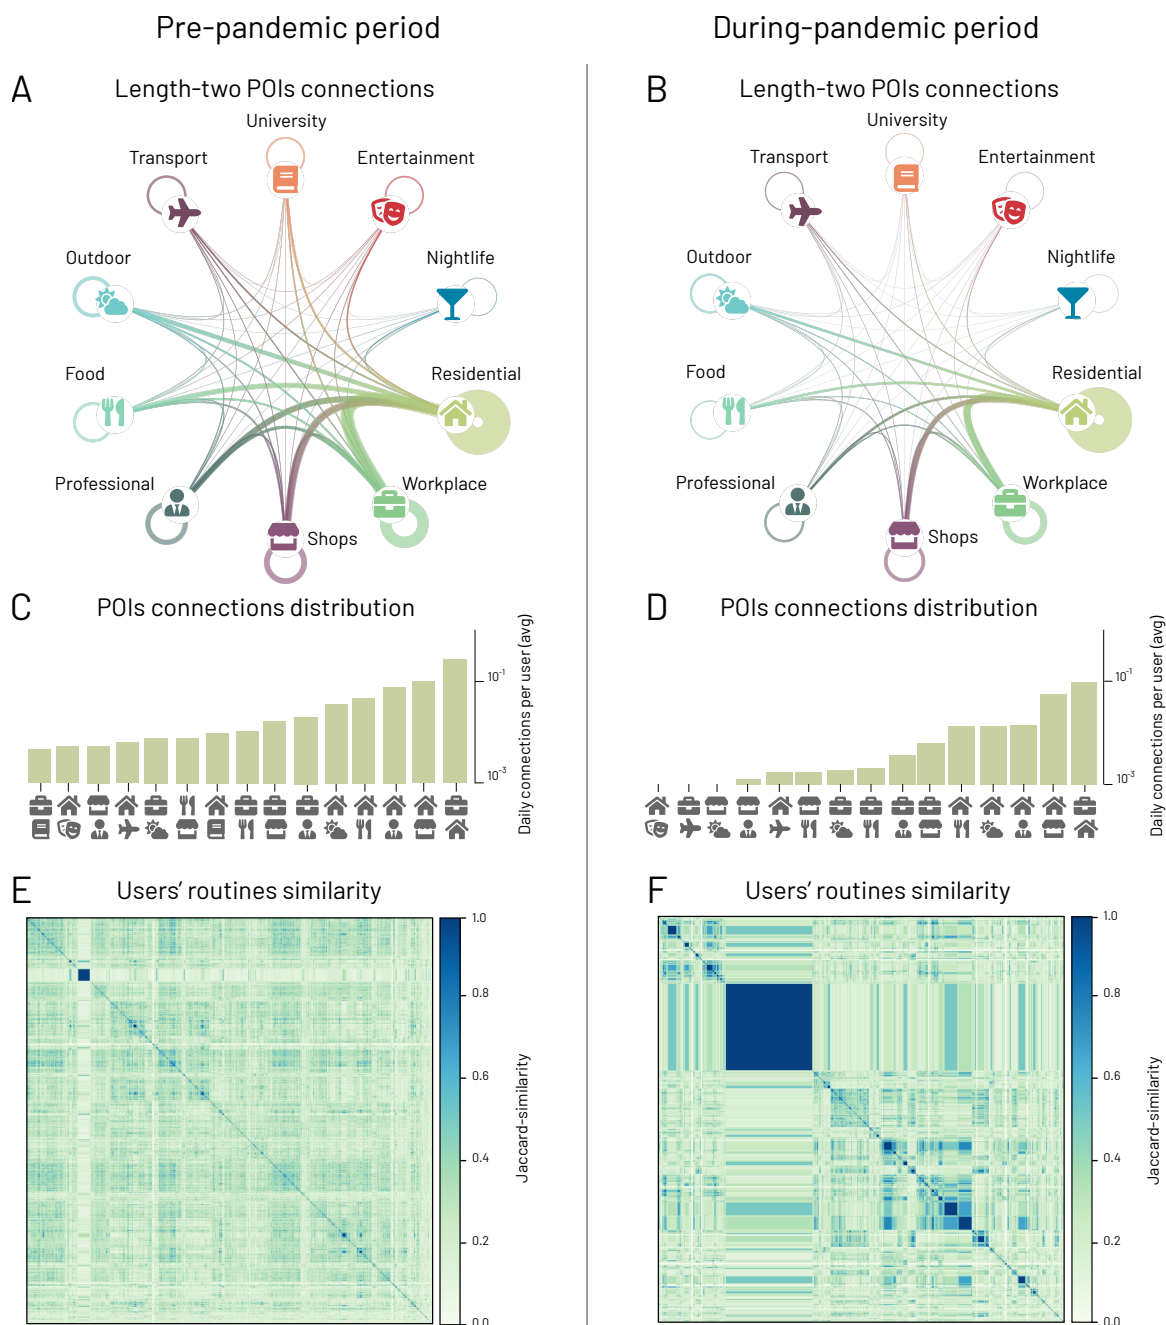 Pre-pandemic period
During-pandemic period
A
Length-two POIs connections
University
Transport
Entertainment
Outdoor
Nightlife
Food
Residential
Professional
Workplace
Shops
B
Length-two POIs connections
University
Transport
Entertainment
Outdoor
Nightlife
Food
Residential
Professional
Workplace
Shops
C
POIs connections distribution
10⁻¹
10⁻³
Daily connections per user (avg)
D
POIs connections distribution
10⁻¹
10⁻³
Daily connections per user (avg)
E
Users’ routines similarity
1.0
0.8
0.6
0.4
0.2
0.0
Jaccard-similarity
F
Users’ routines similarity
1.0
0.8
0.6
0.4
0.2
0.0
Jaccard-similarity